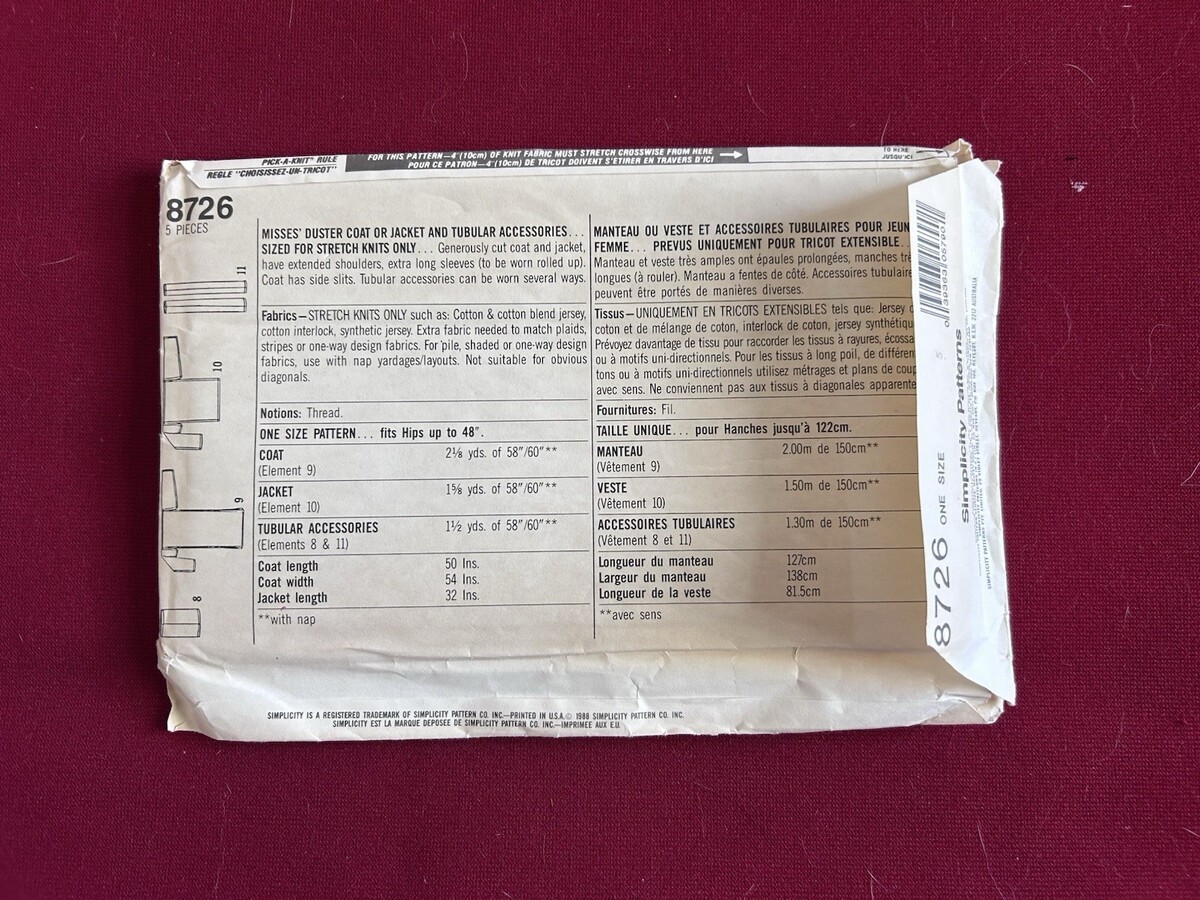 PICK-A-KNIT® RULE
REGLE "CHOISISSEZ-UN-TRICOT"
FOR THIS PATTERN—4"(10cm) OF KNIT FABRIC MUST STRETCH CROSSWISE FROM HERE
POUR CE PATRON—4"(10cm) DE TRICOT DOIVENT S'ETIRER EN TRAVERS D'ICI
TO HERE
JUSQU'ICI
8726
5 PIECES
11
10
9
8
MISSES' DUSTER COAT OR JACKET AND TUBULAR ACCESSORIES...
SIZED FOR STRETCH KNITS ONLY... Generously cut coat and jacket,
have extended shoulders, extra long sleeves (to be worn rolled up).
Coat has side slits. Tubular accessories can be worn several ways.
Fabrics—STRETCH KNITS ONLY such as: Cotton & cotton blend jersey,
cotton interlock, synthetic jersey. Extra fabric needed to match plaids,
stripes or one-way design fabrics. For pile, shaded or one-way design
fabrics, use with nap yardages/layouts. Not suitable for obvious
diagonals.
Notions: Thread.
ONE SIZE PATTERN... fits Hips up to 48".
COAT 2⅛ yds. of 58"/60"**
(Element 9)
JACKET 1⅝ yds. of 58"/60"**
(Element 10)
TUBULAR ACCESSORIES 1½ yds. of 58"/60"**
(Elements 8 & 11)
Coat length 50 Ins.
Coat width 54 Ins.
Jacket length 32 Ins.
**with nap
MANTEAU OU VESTE ET ACCESSOIRES TUBULAIRES POUR JEUN
FEMME... PREVUS UNIQUEMENT POUR TRICOT EXTENSIBLE..
Manteau et veste très amples ont épaules prolongées, manches trè
longues (à rouler). Manteau a fentes de côté. Accessoires tubulaire
peuvent être portés de manières diverses.
Tissus—UNIQUEMENT EN TRICOTS EXTENSIBLES tels que: Jersey d
coton et de mélange de coton, interlock de coton, jersey synthétiqu
Prévoyez davantage de tissu pour raccorder les tissus à rayures, écossa
ou à motifs uni-directionnels. Pour les tissus à long poil, de différen
tons ou à motifs uni-directionnels utilisez métrages et plans de coup
avec sens. Ne conviennent pas aux tissus à diagonales apparente
Fournitures: Fil.
TAILLE UNIQUE... pour Hanches jusqu'à 122cm.
MANTEAU 2.00m de 150cm**
(Vêtement 9)
VESTE 1.50m de 150cm**
(Vêtement 10)
ACCESSOIRES TUBULAIRES 1.30m de 150cm**
(Vêtement 8 et 11)
Longueur du manteau 127cm
Largeur du manteau 138cm
Longueur de la veste 81.5cm
**avec sens
8726 ONE SIZE
Simplicity Patterns
SIMPLICITY IS A REGISTERED TRADEMARK OF SIMPLICITY PATTERN CO. INC.—PRINTED IN U.S.A.© 1988 SIMPLICITY PATTERN CO. INC.
SIMPLICITY EST LA MARQUE DEPOSEE DE SIMPLICITY PATTERN CO. INC.—IMPRIMEE AUX E.U.